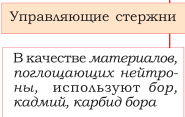 Управляющие стержни
В качестве материалов,
поглощающих нейтро-
ны, используют бор,
кадмий, карбид бора